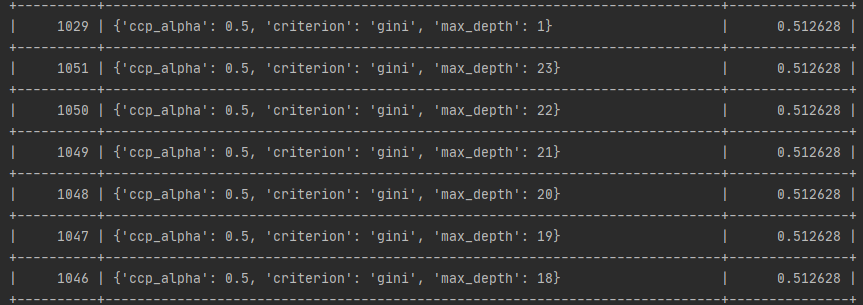 | 1029 | {'ccp_alpha': 0.5, 'criterion': 'gini', 'max_depth': 1} | 0.512628 |
| 1051 | {'ccp_alpha': 0.5, 'criterion': 'gini', 'max_depth': 23} | 0.512628 |
| 1050 | {'ccp_alpha': 0.5, 'criterion': 'gini', 'max_depth': 22} | 0.512628 |
| 1049 | {'ccp_alpha': 0.5, 'criterion': 'gini', 'max_depth': 21} | 0.512628 |
| 1048 | {'ccp_alpha': 0.5, 'criterion': 'gini', 'max_depth': 20} | 0.512628 |
| 1047 | {'ccp_alpha': 0.5, 'criterion': 'gini', 'max_depth': 19} | 0.512628 |
| 1046 | {'ccp_alpha': 0.5, 'criterion': 'gini', 'max_depth': 18} | 0.512628 |